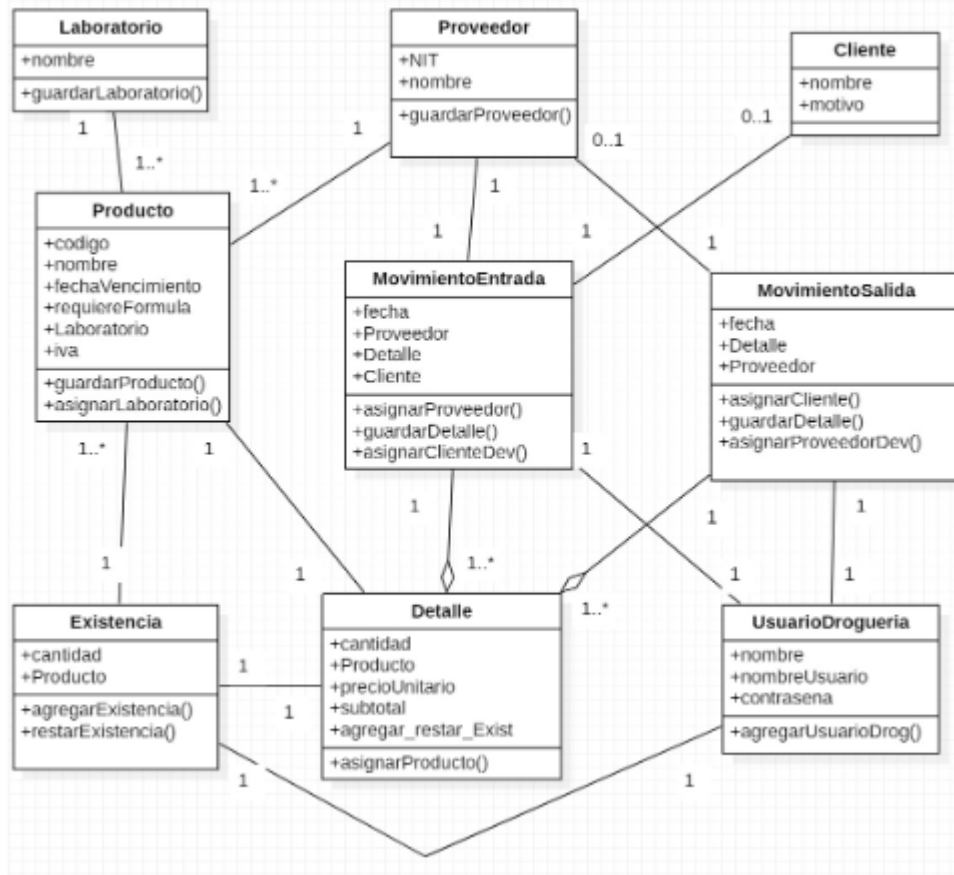 Laboratorio
+nombre
+guardarLaboratorio()
Proveedor
+NIT
+nombre
+guardarProveedor()
Cliente
+nombre
+motivo
1
1..*
1
1..*
1
1
0..1
1
0..1
1
Producto
+codigo
+nombre
+fechaVencimiento
+requiereFormula
+Laboratorio
+iva
+guardarProducto()
+asignarLaboratorio()
MovimientoEntrada
+fecha
+Proveedor
+Detalle
+Cliente
+asignarProveedor()
+guardarDetalle()
+asignarClienteDev()
MovimientoSalida
+fecha
+Detalle
+Proveedor
+asignarCliente()
+guardarDetalle()
+asignarProveedorDev()
1..*
1
1
1
1
1
1
1
1..*
1
1..*
1
1
Existencia
+cantidad
+Producto
+agregarExistencia()
+restarExistencia()
1
1
Detalle
+cantidad
+Producto
+precioUnitario
+subtotal
+agregar_restar_Exist
+asignarProducto()
UsuarioDrogueria
+nombre
+nombreUsuario
+contrasena
+agregarUsuarioDrog()
1
1